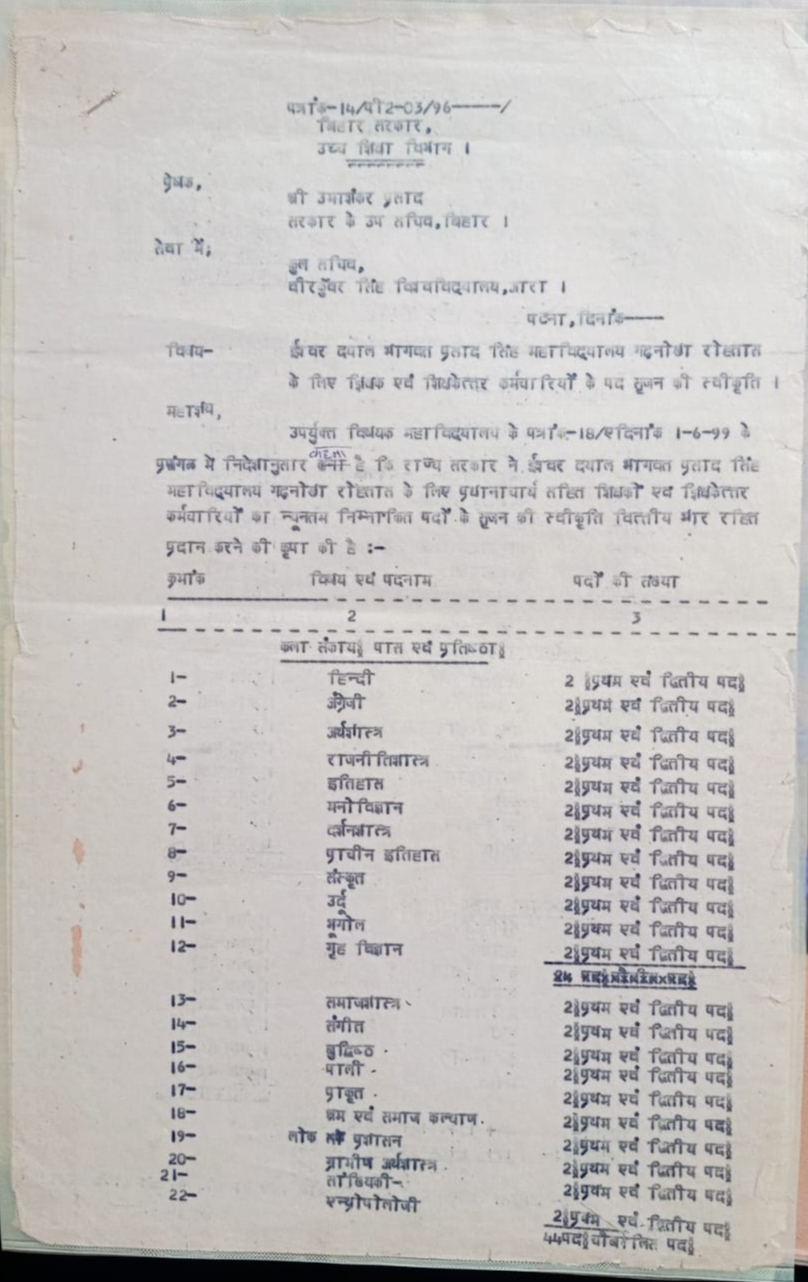 पत्रांक-14/पी2-03/96-----/
बिहार सरकार,
उच्च शिक्षा विभाग ।
प्रेषक,
श्री उमाशंकर प्रसाद
सरकार के उप सचिव,बिहार ।
सेवा में,
कुल सचिव,
वीरकुँवर सिंह विश्वविद्यालय,आरा ।
पटना,दिनांक-----
विषय- ईश्वर दयाल भागवत प्रसाद सिंह महाविद्यालय गढ़नोखा रोहतास
के लिए शिक्षक एवं शिक्षकेत्तर कर्मचारियों के पद सृजन की स्वीकृति ।
महाशय,
उपर्युक्त विषयक महाविद्यालय के पत्रांक-18/ए दिनांक 1-6-99 के
प्रसंगाधीन में निदेशानुसार कहना है कि राज्य सरकार ने ईश्वर दयाल भागवत प्रसाद सिंह
महाविद्यालय गढ़नोखा रोहतास के लिए प्रधानाचार्य सहित शिक्षकों एवं शिक्षकेत्तर
कर्मचारियों का न्यूनतम निम्नांकित पदों के सृजन की स्वीकृति वित्तीय भार रहित
प्रदान करने की कृपा की है :-
क्रमांक विषय एवं पदनाम पदों की संख्या
1 2 3
कला संकाय§ पास एवं प्रतिष्ठा§
1- हिन्दी 2 §प्रथम एवं द्वितीय पद§
2- अंग्रेजी 2§प्रथम एवं द्वितीय पद§
3- अर्थशास्त्र 2§प्रथम एवं द्वितीय पद§
4- राजनीतिशास्त्र 2§प्रथम एवं द्वितीय पद§
5- इतिहास 2§प्रथम एवं द्वितीय पद§
6- मनोविज्ञान 2§प्रथम एवं द्वितीय पद§
7- दर्शनशास्त्र 2§प्रथम एवं द्वितीय पद§
8- प्राचीन इतिहास 2§प्रथम एवं द्वितीय पद§
9- संस्कृत 2§प्रथम एवं द्वितीय पद§
10- उर्दू 2§प्रथम एवं द्वितीय पद§
11- भूगोल 2§प्रथम एवं द्वितीय पद§
12- गृह विज्ञान 2§प्रथम एवं द्वितीय पद§
24
13- समाजशास्त्र 2§प्रथम एवं द्वितीय पद§
14- संगीत 2§प्रथम एवं द्वितीय पद§
15- बुद्धिष्ठ 2§प्रथम एवं द्वितीय पद§
16- पाली 2§प्रथम एवं द्वितीय पद§
17- प्राकृत 2§प्रथम एवं द्वितीय पद§
18- श्रम एवं समाज कल्याण 2§प्रथम एवं द्वितीय पद§
19- लोक प्रशासन 2§प्रथम एवं द्वितीय पद§
20- ग्रामीण अर्थशास्त्र 2§प्रथम एवं द्वितीय पद§
21- सांख्यिकी- 2§प्रथम एवं द्वितीय पद§
22- एन्थ्रोपोलोजी 2§प्रथम एवं द्वितीय पद§
44पद§चौवालिस पद§